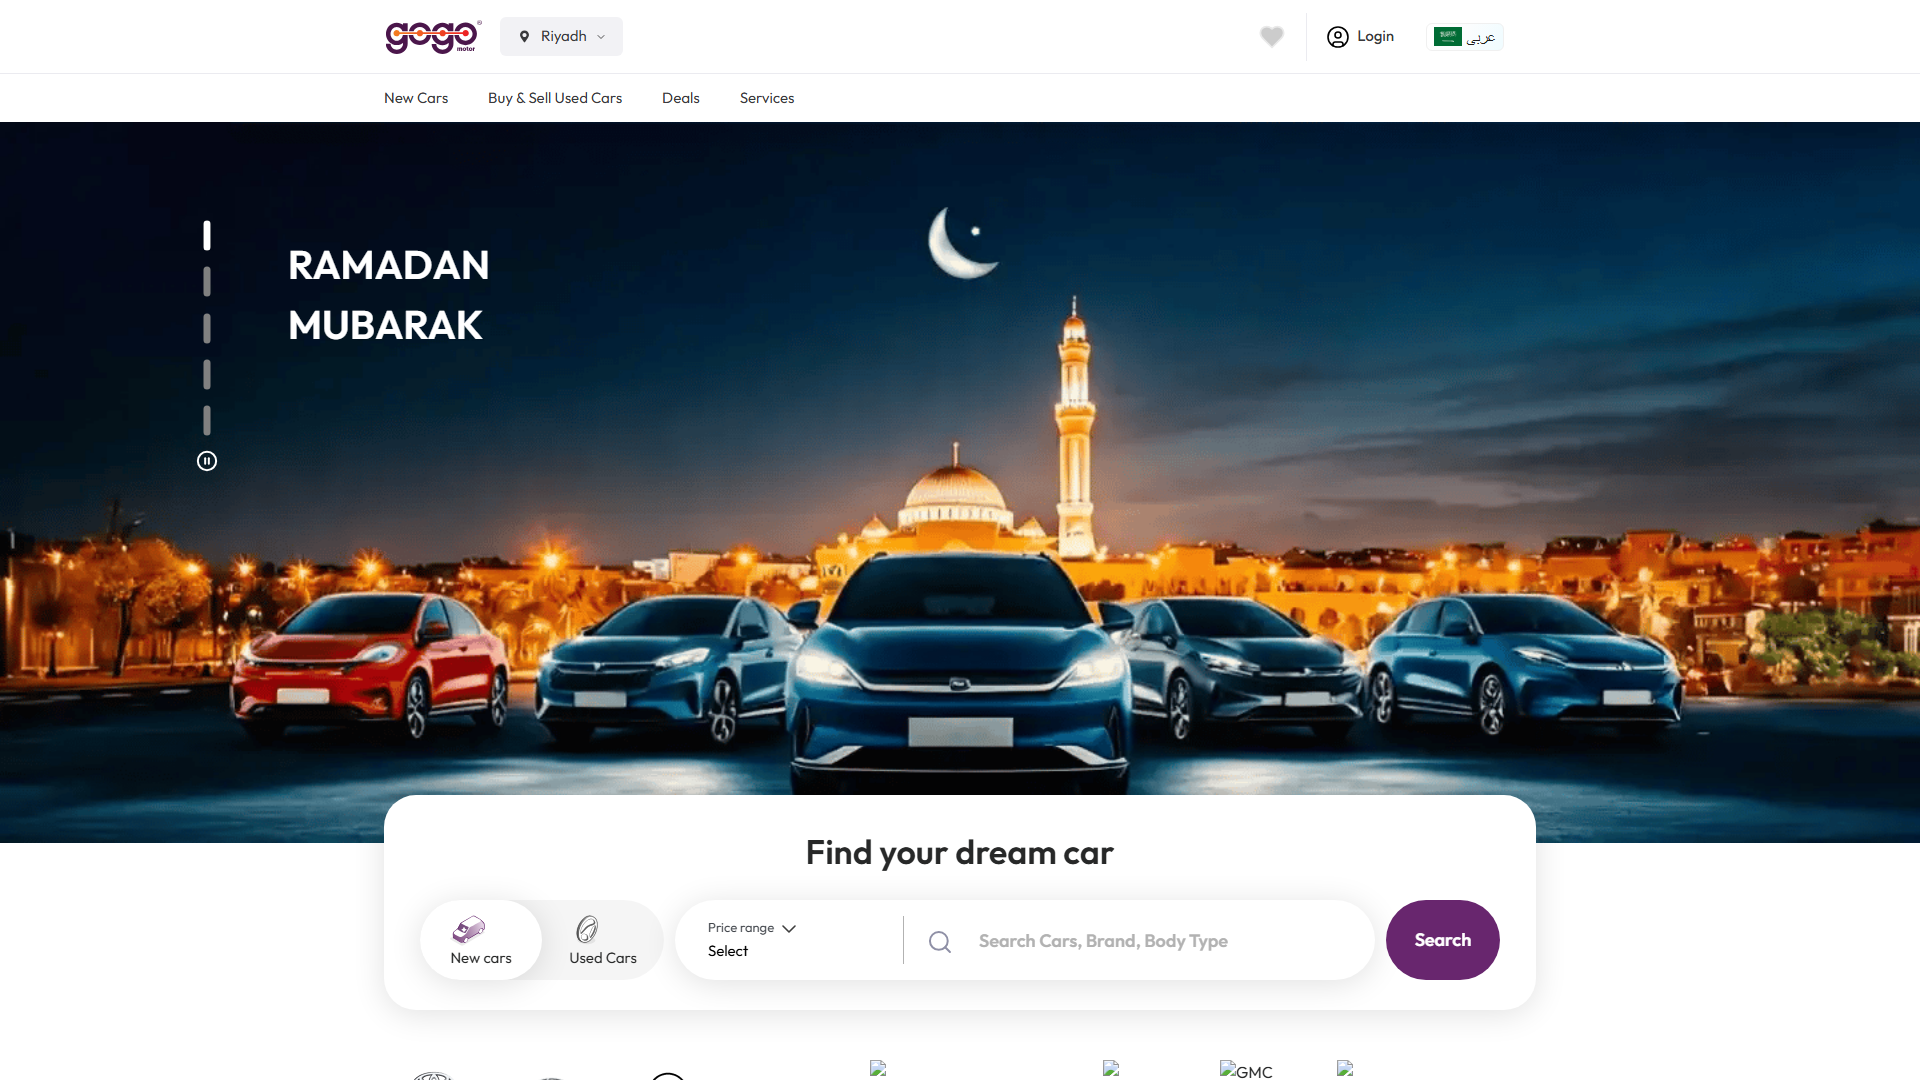 gogo motor
Riyadh
Login
عربي
New Cars
Buy & Sell Used Cars
Deals
Services
RAMADAN
MUBARAK
Find your dream car
New cars
Used Cars
Price range
Select
Search Cars, Brand, Body Type
Search
GMC